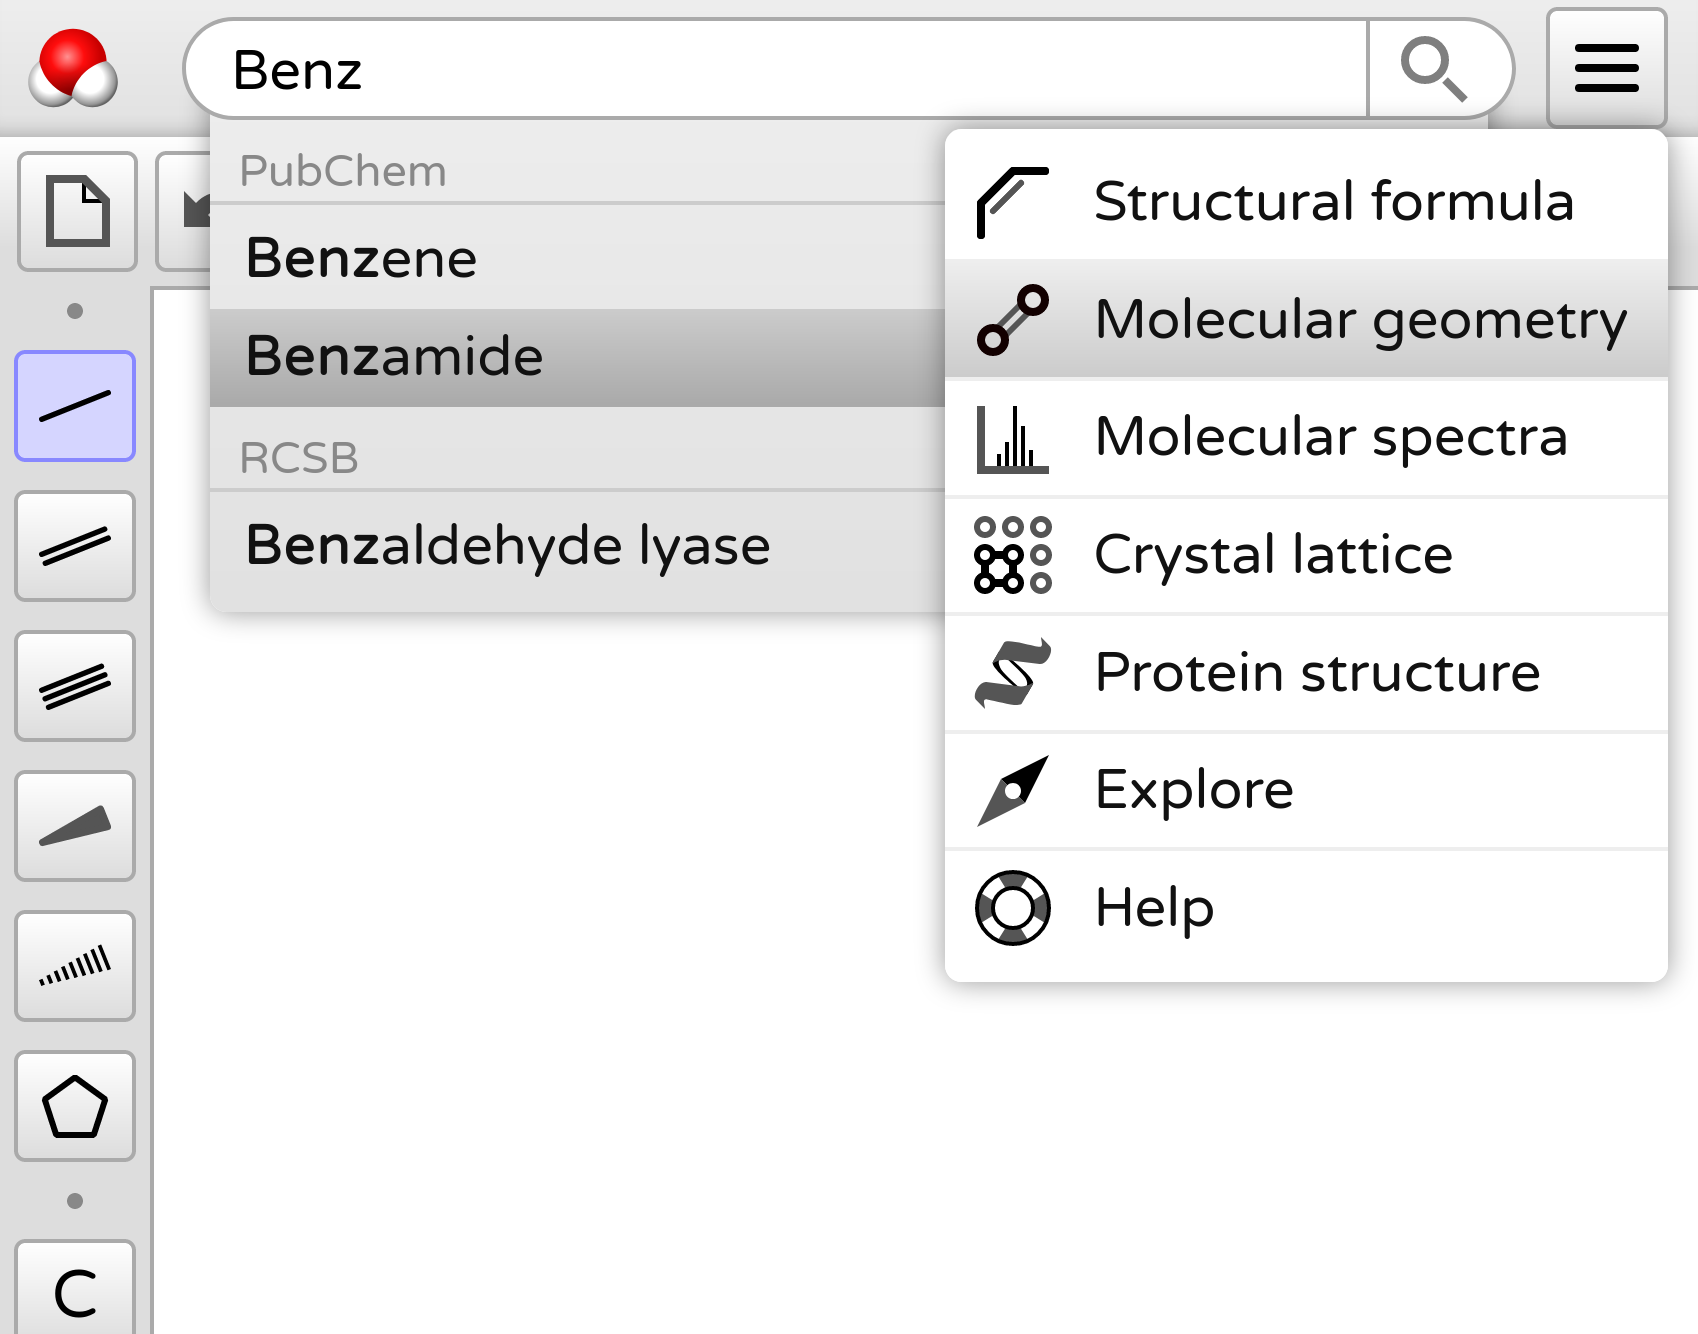 Benz
PubChem
Benzene
Benzamide
RCSB
Benzaldehyde lyase
Structural formula
Molecular geometry
Molecular spectra
Crystal lattice
Protein structure
Explore
Help
C